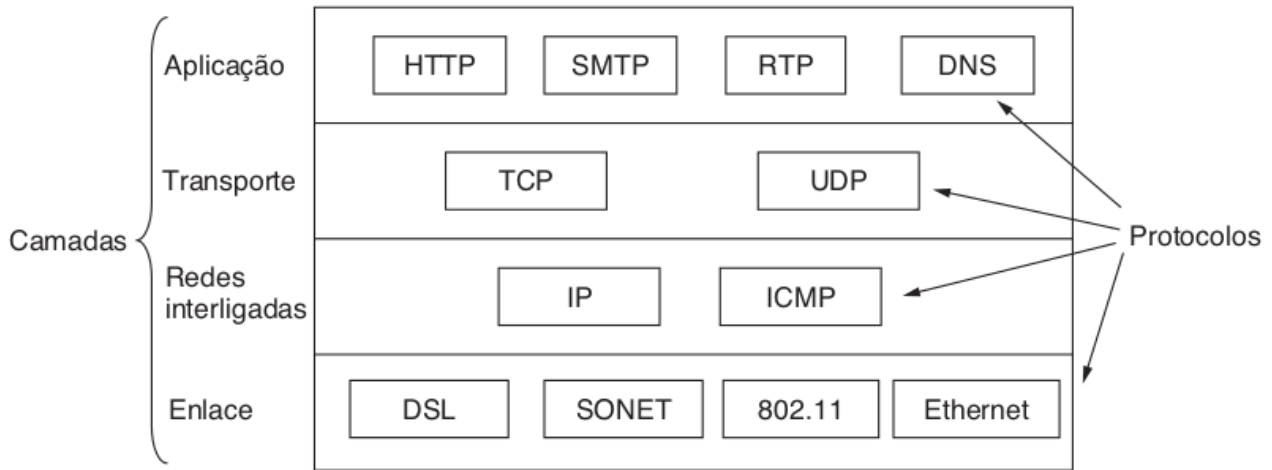 Aplicação
HTTP
SMTP
RTP
DNS
Transporte
TCP
UDP
Camadas
Protocolos
Redes
interligadas
IP
ICMP
Enlace
DSL
SONET
802.11
Ethernet